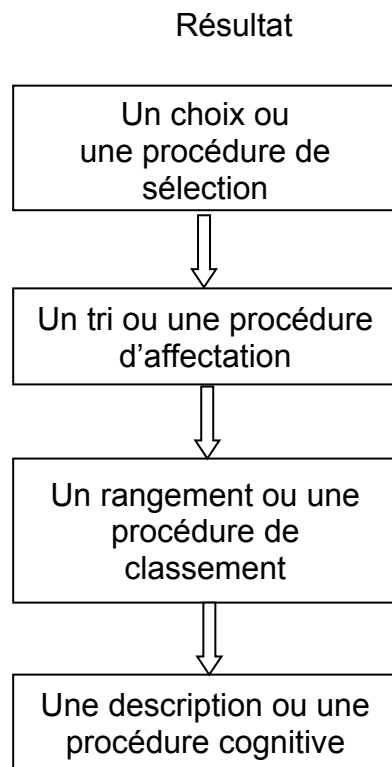 Résultat
Un choix ou
une procédure de
sélection
Un tri ou une procédure
d’affectation
Un rangement ou une
procédure de
classement
Une description ou une
procédure cognitive